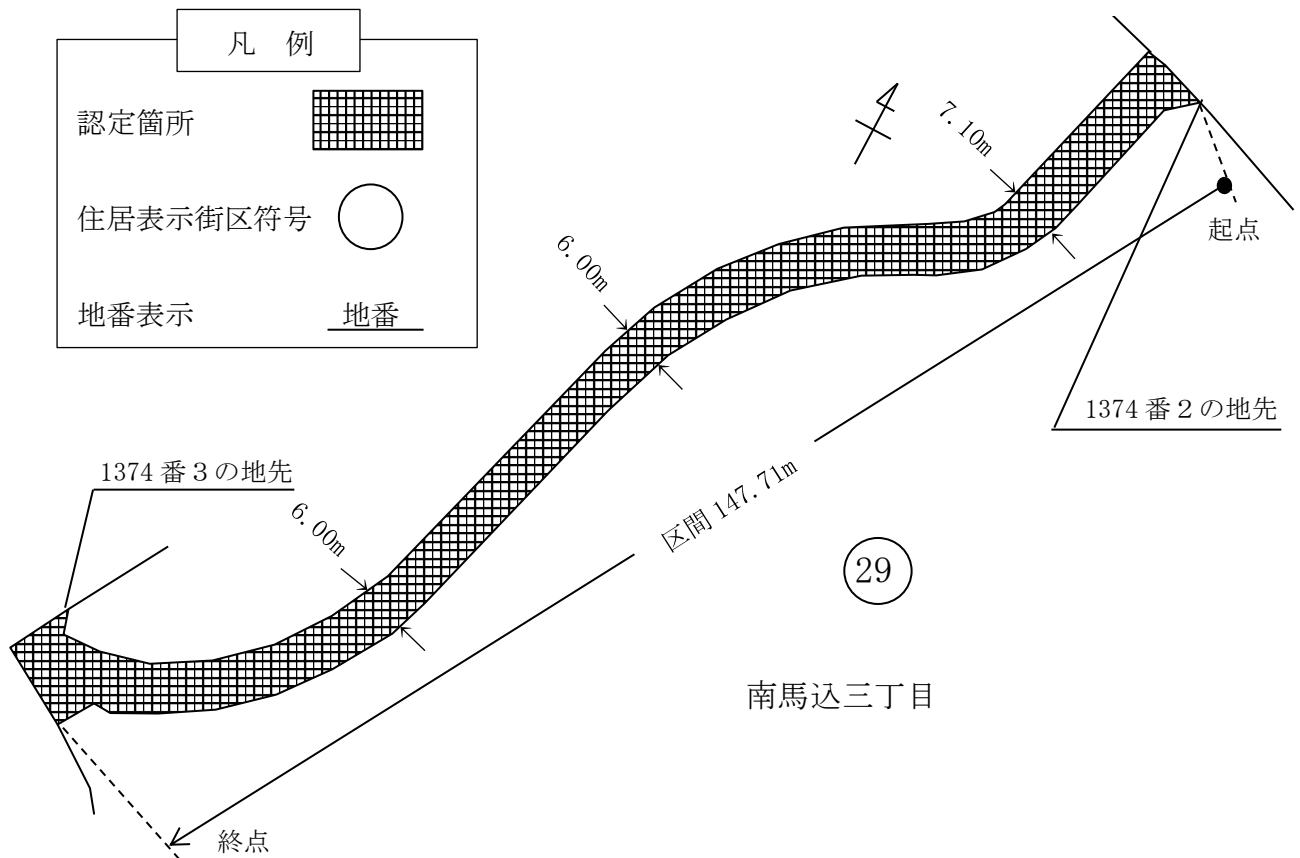 凡 例
認定箇所
住居表示街区符号
地番表示 地番
7.10m
起点
6.00m
1374番2の地先
1374番3の地先
区間147.71m
6.00m
29
南馬込三丁目
終点